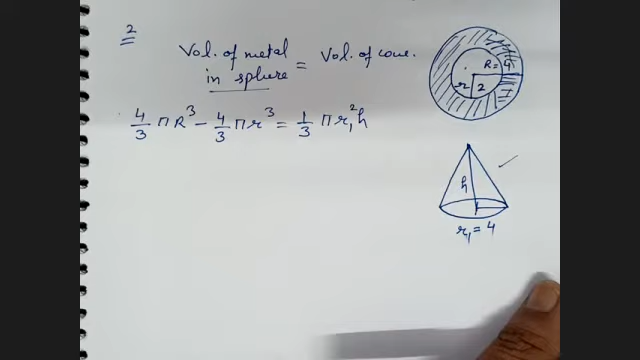 2
Vol. of metal in sphere = Vol. of cone.
4/3 πR³ − 4/3 πr³ = 1/3 πr₁²h
R = 4
r 2
h
r₁ = 4